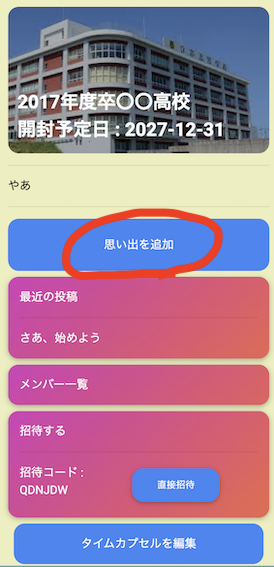 2017年度卒〇〇高校
開封予定日 : 2027-12-31
やあ
思い出を追加
最近の投稿
さあ、始めよう
メンバー一覧
招待する
招待コード :
QDNJDW
直接招待
タイムカプセルを編集